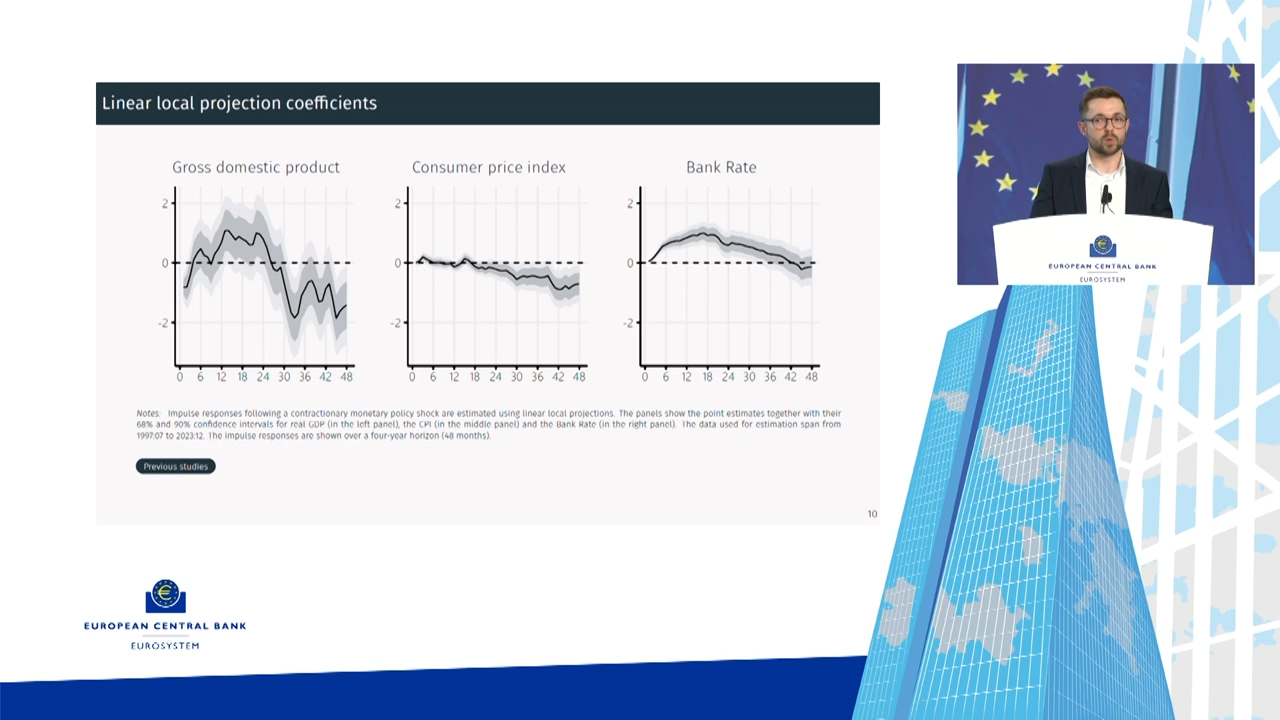 Linear local projection coefficients
Gross domestic product
Consumer price index
Bank Rate
2
0
-2
0 6 12 18 24 30 36 42 48
2
0
-2
0 6 12 18 24 30 36 42 48
2
0
-2
0 6 12 18 24 30 36 42 48
Notes: Impulse responses following a contractionary monetary policy shock are estimated using linear local projections. The panels show the point estimates together with their
68% and 90% confidence intervals for real GDP (in the left panel), the CPI (in the middle panel) and the Bank Rate (in the right panel). The data used for estimation span from
1997:07 to 2023:12. The impulse responses are shown over a four-year horizon (48 months).
Previous studies
10
EUROPEAN CENTRAL BANK
EUROSYSTEM
EUROPEAN CENTRAL BANK
EUROSYSTEM